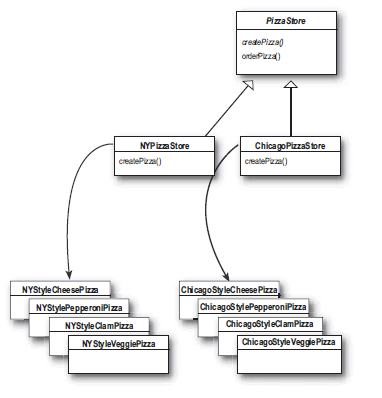 PizzaStore
createPizza()
orderPizza()
NYPizzaStore
createPizza()
ChicagoPizzaStore
createPizza()
NYStyleCheesePizza
NYStylePepperoniPizza
NYStyleClamPizza
NYStyleVeggiePizza
ChicagoStyleCheesePizza
ChicagoStylePepperoniPizza
ChicagoStyleClamPizza
ChicagoStyleVeggiePizza